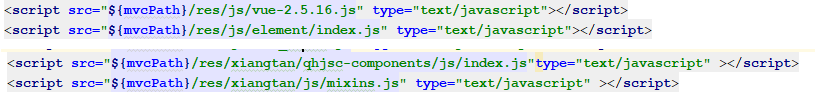 <script src="${mvcPath}/res/js/vue-2.5.16.js" type="text/javascript"></script>
<script src="${mvcPath}/res/js/element/index.js" type="text/javascript"></script>
<script src="${mvcPath}/res/xiangtan/qhjsc-components/js/index.js"type="text/javascript" ></script>
<script src="${mvcPath}/res/xiangtan/js/mixins.js" type="text/javascript" ></script>